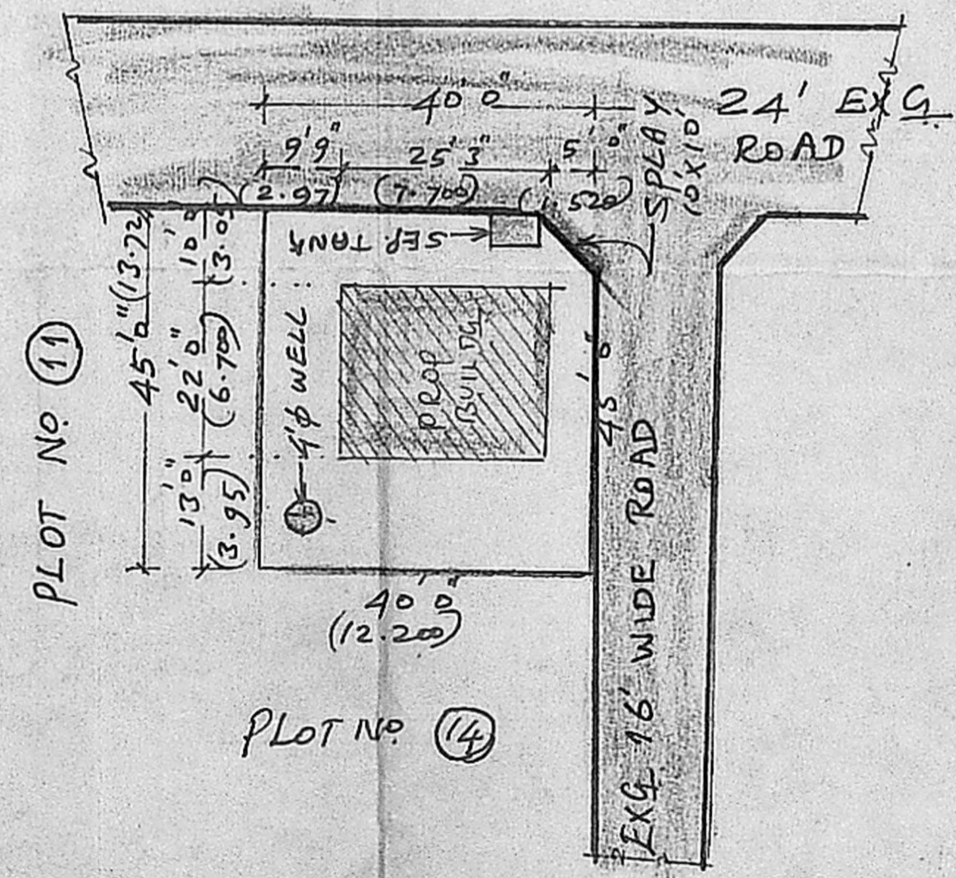 40'0"
24' EXG.
ROAD
9'9"
25'3"
5'0"
(2.97)
(7.700)
(1.520)
SPLAY
10'X10'
SEP TANK
45'0"(13.72)
10'0
22'0"
(6.700)
13'0"
(3.95)
4'φ WELL
PROP
BUILDG
45'0"
PLOT NO. 11
40'0"
(12.200)
PLOT NO. 14
EXG 16' WIDE ROAD